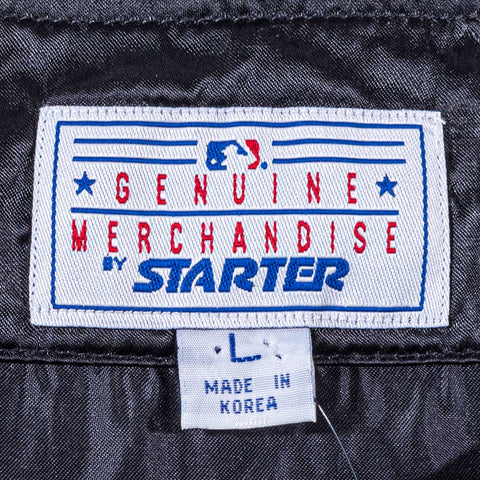 GENUINE
MERCHANDISE
BY STARTER
L
MADE IN
KOREA